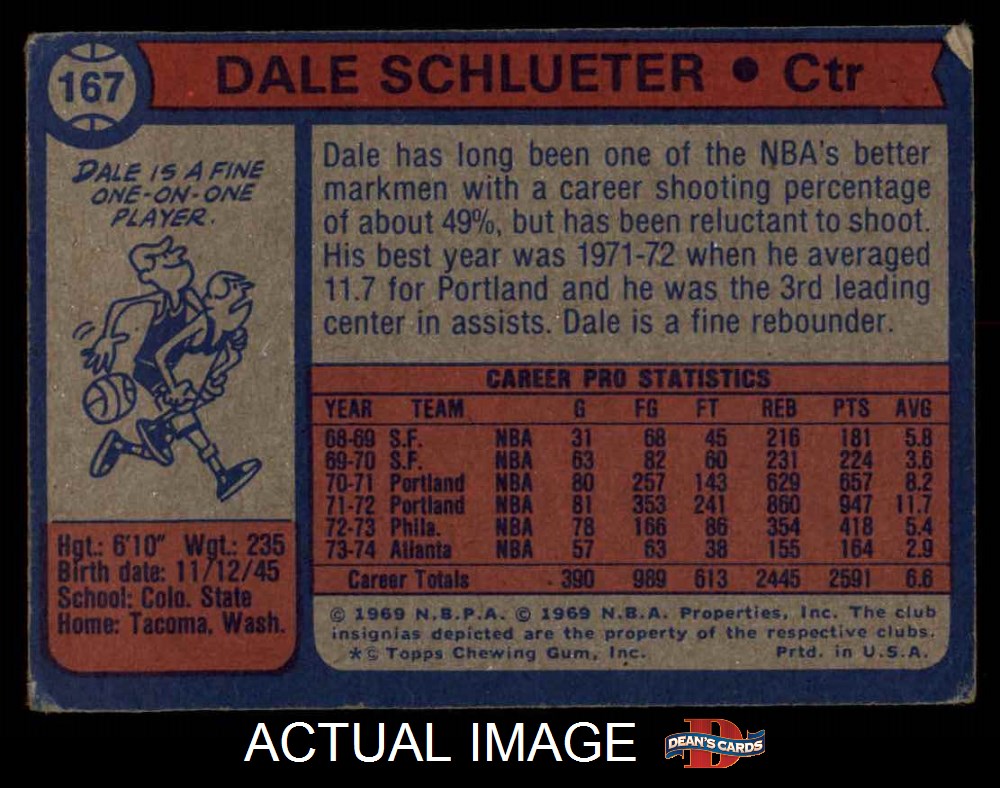 167
DALE SCHLUETER • Ctr
DALE IS A FINE
ONE-ON-ONE
PLAYER.
Dale has long been one of the NBA's better
markmen with a career shooting percentage
of about 49%, but has been reluctant to shoot.
His best year was 1971-72 when he averaged
11.7 for Portland and he was the 3rd leading
center in assists. Dale is a fine rebounder.
CAREER PRO STATISTICS
YEAR TEAM G FG FT REB PTS AVG
68-69 S.F. NBA 31 68 45 216 181 5.8
69-70 S.F. NBA 63 82 60 231 224 3.6
70-71 Portland NBA 80 257 143 629 657 8.2
71-72 Portland NBA 81 353 241 860 947 11.7
72-73 Phila. NBA 78 166 86 354 418 5.4
73-74 Atlanta NBA 57 63 38 155 164 2.9
Career Totals 390 989 613 2445 2591 6.6
Hgt.: 6'10" Wgt.: 235
Birth date: 11/12/45
School: Colo. State
Home: Tacoma, Wash.
© 1969 N.B.P.A. © 1969 N.B.A. Properties, Inc. The club
insignias depicted are the property of the respective clubs.
*© Topps Chewing Gum, Inc. Prtd. in U.S.A.
ACTUAL IMAGE
D
DEAN'S CARDS